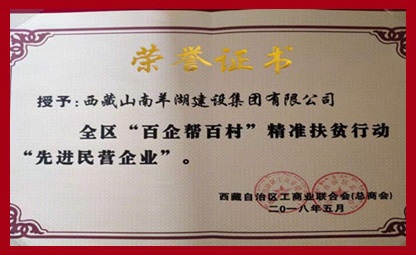 荣誉证书
授予：西藏山南羊湖建设集团有限公司
全区“百企帮百村”精准扶贫行动
“先进民营企业”。
西藏自治区工商业联合会(总商会)
二〇一八年五月